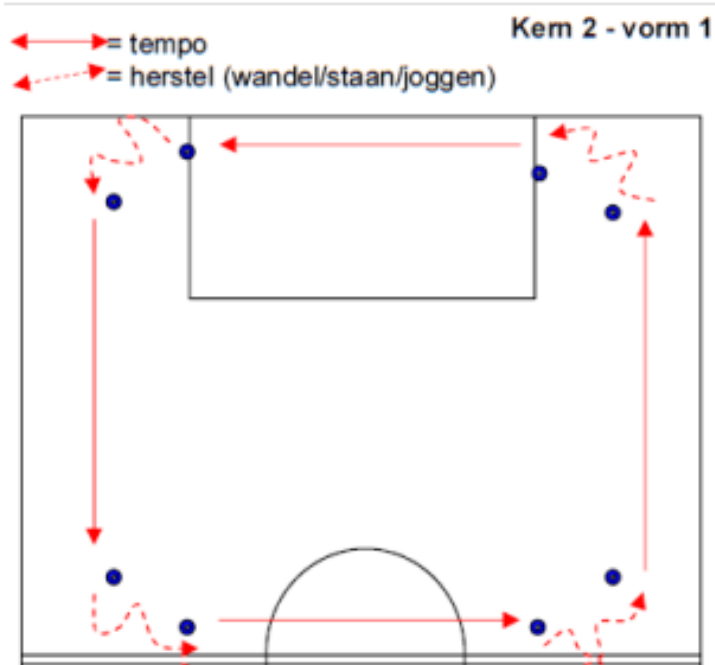 Kern 2 - vorm 1
= tempo
= herstel (wandel/staan/joggen)